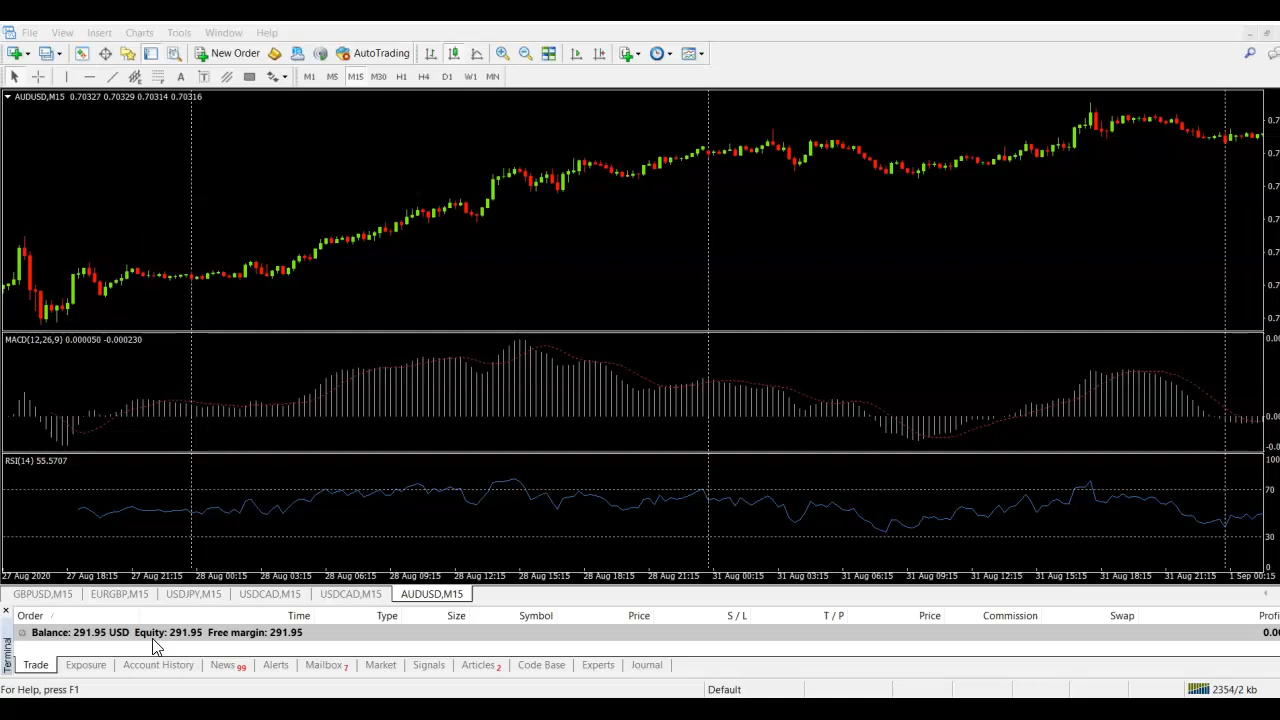 File View Insert Charts Tools Window Help
New Order AutoTrading
A T M1 M5 M15 M30 H1 H4 D1 W1 MN
AUDUSD,M15 0.70327 0.70329 0.70314 0.70316
MACD(12,26,9) 0.000050 -0.000230
RSI(14) 55.5707
100
70
30
0
27 Aug 2020 27 Aug 18:15 27 Aug 21:15 28 Aug 00:15 28 Aug 03:15 28 Aug 06:15 28 Aug 09:15 28 Aug 12:15 28 Aug 15:15 28 Aug 18:15 28 Aug 21:15 31 Aug 00:15 31 Aug 03:15 31 Aug 06:15 31 Aug 09:15 31 Aug 12:15 31 Aug 15:15 31 Aug 18:15 31 Aug 21:15 1 Sep 00:15
GBPUSD,M15 EURGBP,M15 USDJPY,M15 USDCAD,M15 USDCAD,M15 AUDUSD,M15
Order Time Type Size Symbol Price S / L T / P Price Commission Swap Profi
Balance: 291.95 USD Equity: 291.95 Free margin: 291.95 0.0
Terminal
Trade Exposure Account History News 99 Alerts Mailbox 7 Market Signals Articles 2 Code Base Experts Journal
For Help, press F1 Default 2354/2 kb